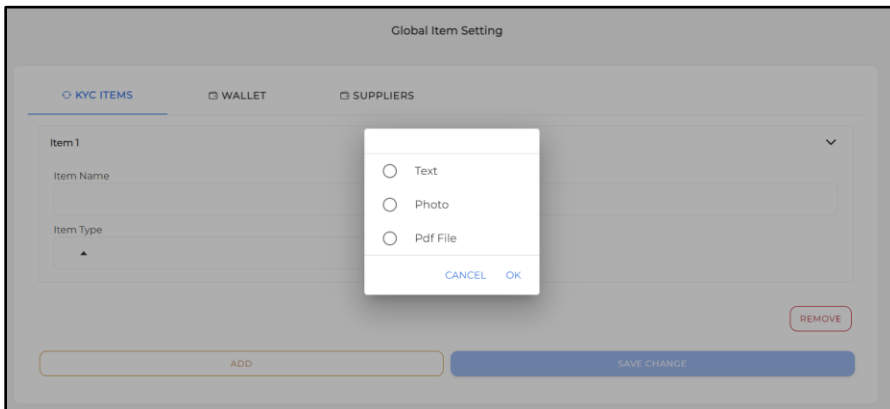 Global Item Setting
KYC ITEMS WALLET SUPPLIERS
Item 1
Item Name
Item Type
Text
Photo
Pdf File
CANCEL OK
REMOVE
ADD SAVE CHANGE